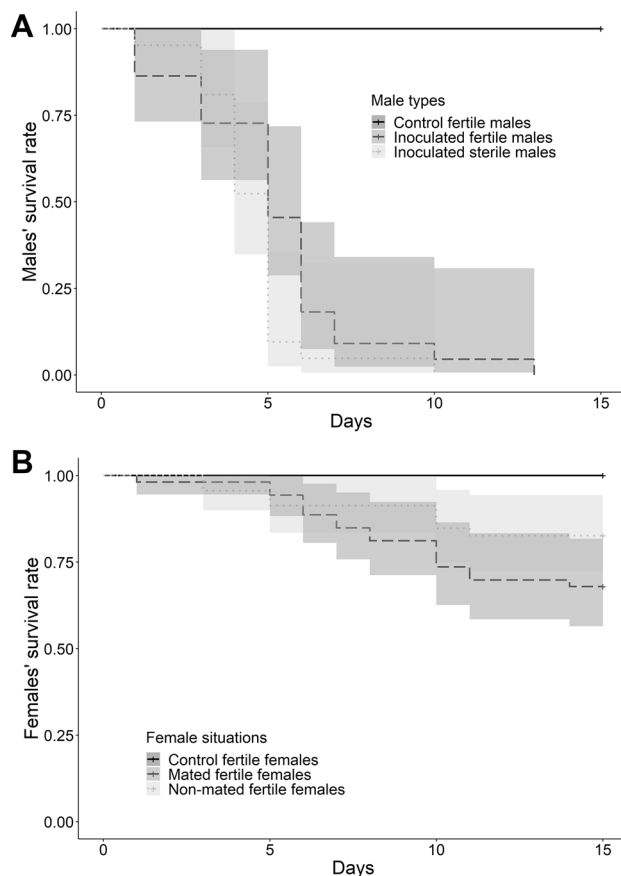 A
1.00
0.75
0.50
0.25
0.00
Males' survival rate
Male types
Control fertile males
Inoculated fertile males
Inoculated sterile males
0 5 10 15
Days
B
1.00
0.75
0.50
0.25
0.00
Females' survival rate
Female situations
Control fertile females
Mated fertile females
Non-mated fertile females
0 5 10 15
Days